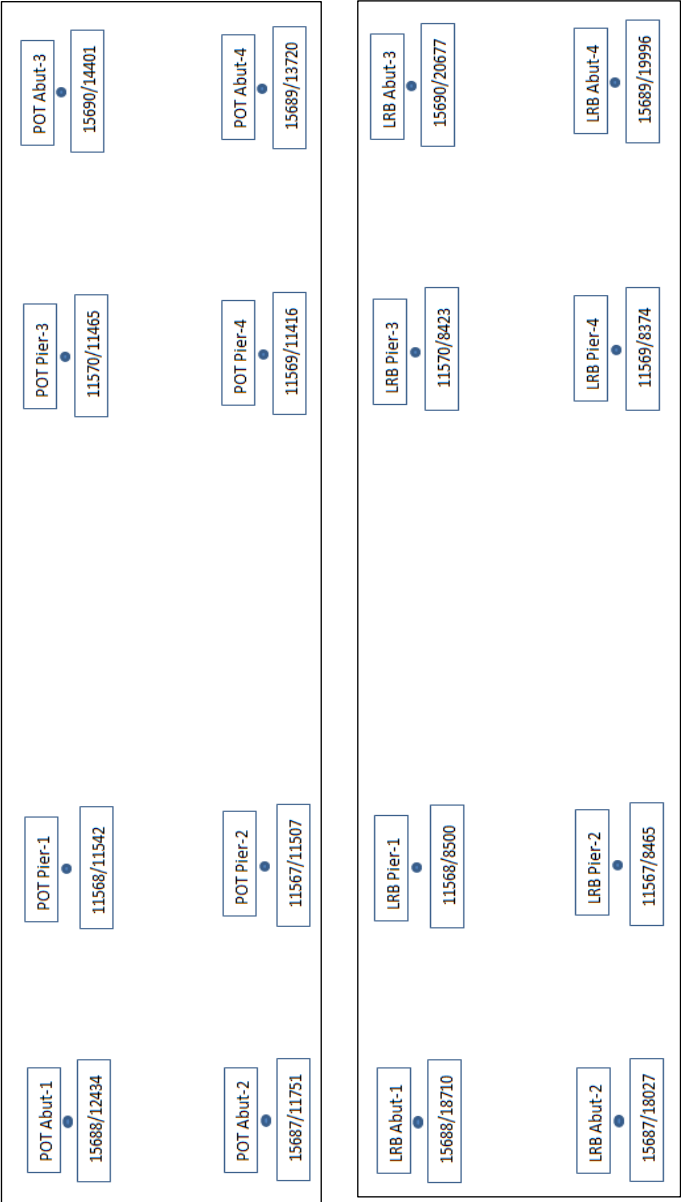 POT Abut-3
15690/14401
POT Abut-4
15689/13720
POT Pier-3
11570/11465
POT Pier-4
11569/11416
POT Pier-1
11568/11542
POT Pier-2
11567/11507
POT Abut-1
15688/12434
POT Abut-2
15687/11751
LRB Abut-3
15690/20677
LRB Abut-4
15689/19996
LRB Pier-3
11570/8423
LRB Pier-4
11569/8374
LRB Pier-1
11568/8500
LRB Pier-2
11567/8465
LRB Abut-1
15688/18710
LRB Abut-2
15687/18027